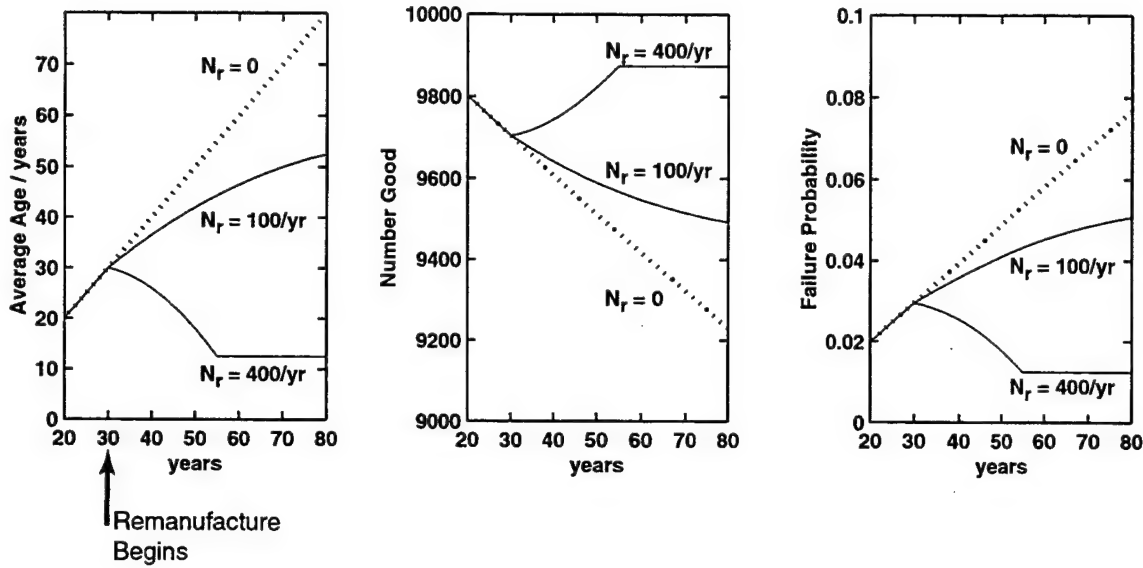 Average Age / years
70
60
50
40
30
20
10
0
N_r = 0
N_r = 100/yr
N_r = 400/yr
20 30 40 50 60 70 80
years
Remanufacture
Begins
Number Good
10000
9800
9600
9400
9200
9000
N_r = 400/yr
N_r = 100/yr
N_r = 0
20 30 40 50 60 70 80
years
Failure Probability
0.1
0.08
0.06
0.04
0.02
0
N_r = 0
N_r = 100/yr
N_r = 400/yr
20 30 40 50 60 70 80
years